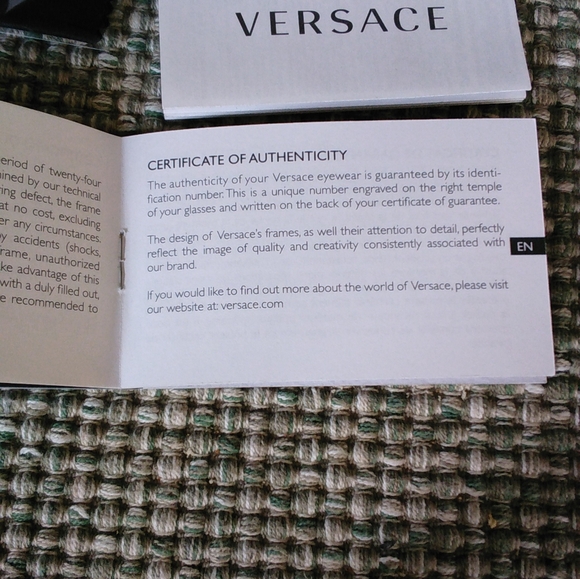 VERSACE
eriod of twenty-four
ined by our technical
ring defect, the frame
at no cost, excluding
er any circumstances.
y accidents (shocks,
rame, unauthorized
ke advantage of this
with a duly filled out,
e recommended to
CERTIFICATE OF AUTHENTICITY
The authenticity of your Versace eyewear is guaranteed by its identi-
fication number. This is a unique number engraved on the right temple
of your glasses and written on the back of your certificate of guarantee.
The design of Versace's frames, as well their attention to detail, perfectly
reflect the image of quality and creativity consistently associated with
our brand.
EN
If you would like to find out more about the world of Versace, please visit
our website at: versace.com